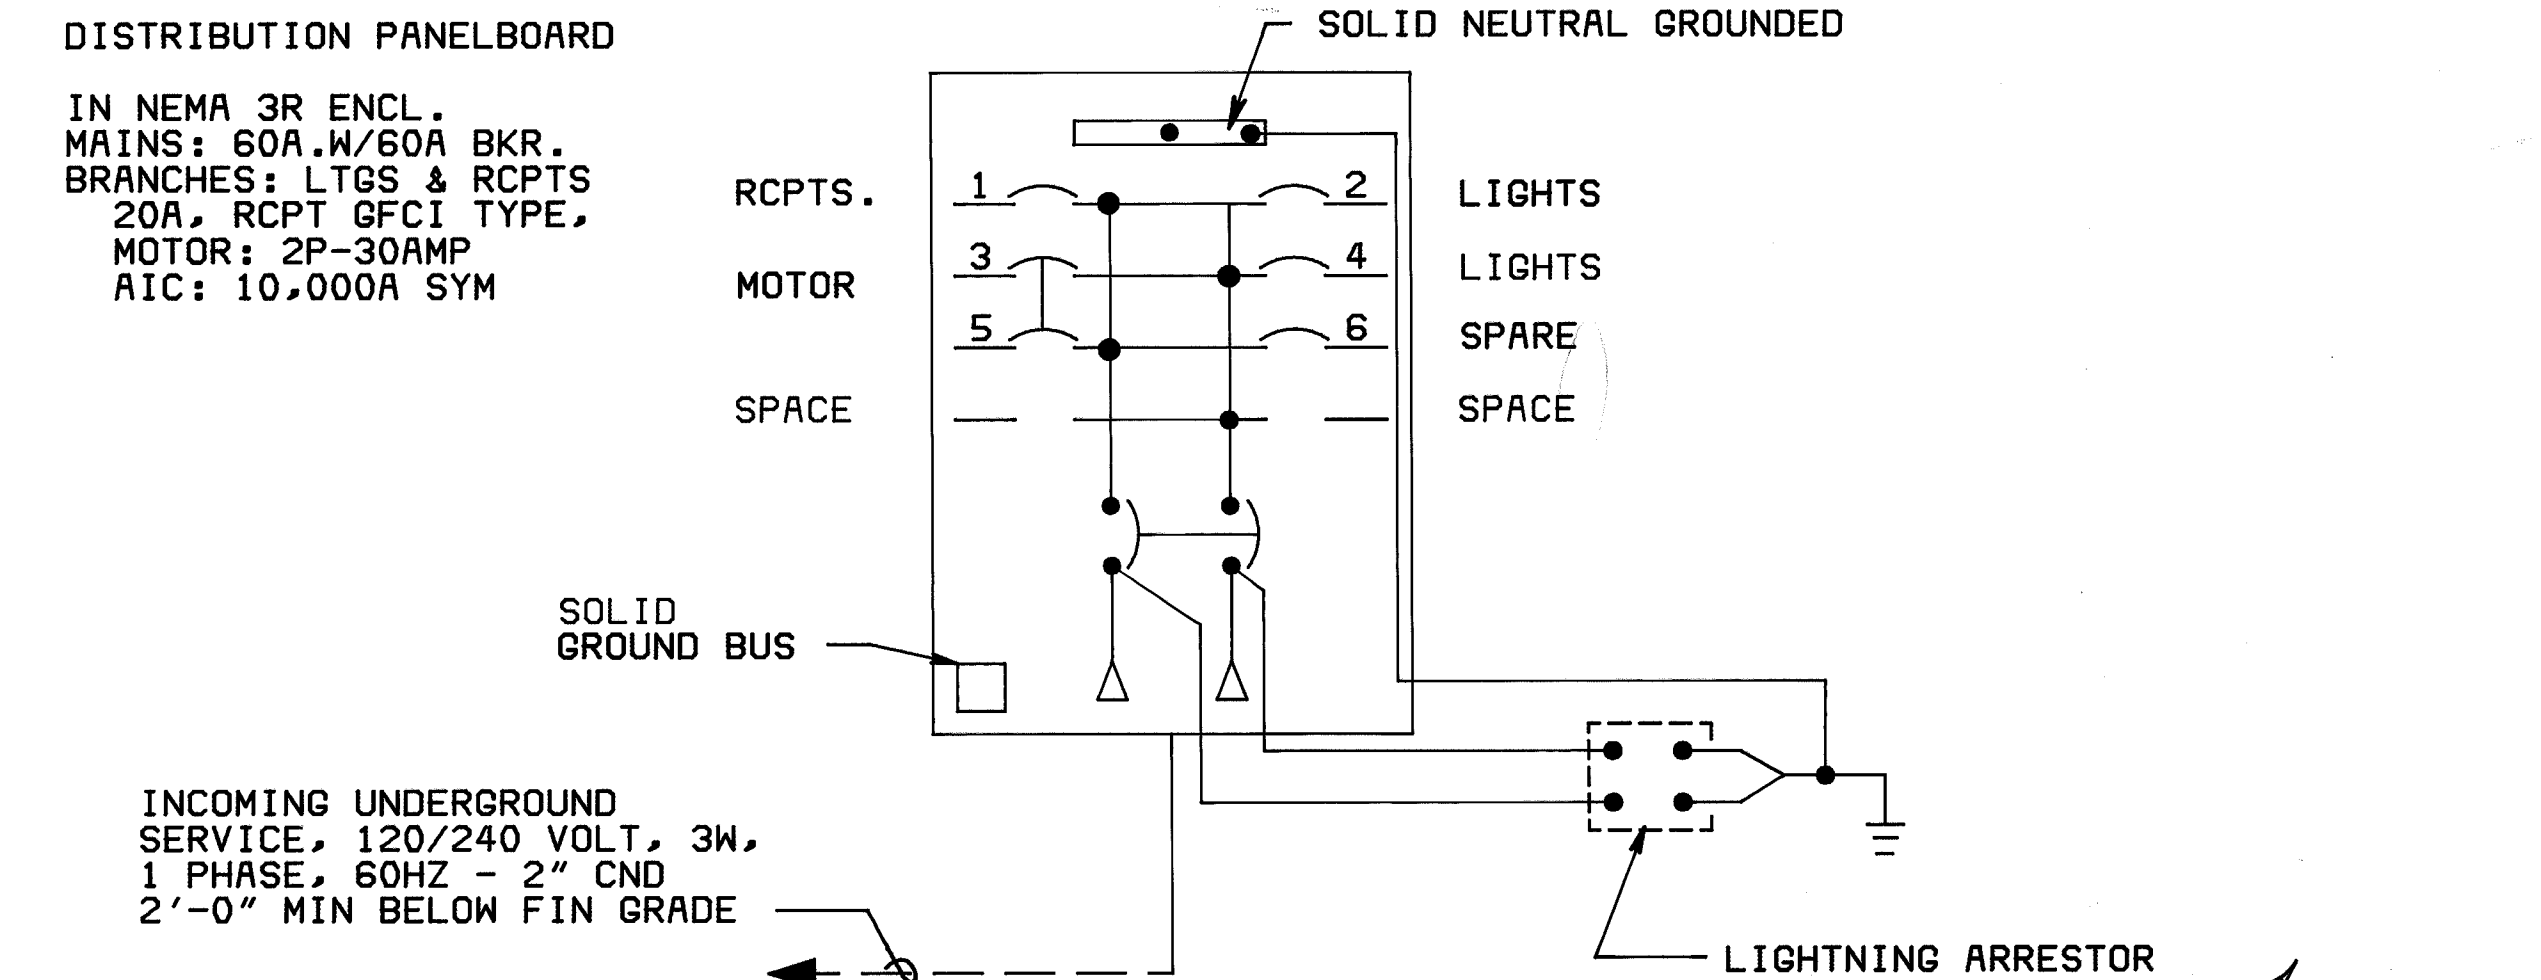 DISTRIBUTION PANELBOARD
IN NEMA 3R ENCL.
MAINS: 60A.W/60A BKR.
BRANCHES: LTGS & RCPTS
20A, RCPT GFCI TYPE,
MOTOR: 2P-30AMP
AIC: 10,000A SYM
SOLID NEUTRAL GROUNDED
RCPTS. 1 2 LIGHTS
MOTOR 3 4 LIGHTS
5 6 SPARE
SPACE SPACE
SOLID
GROUND BUS
INCOMING UNDERGROUND
SERVICE, 120/240 VOLT, 3W,
1 PHASE, 60HZ - 2" CND
2'-0" MIN BELOW FIN GRADE
LIGHTNING ARRESTOR